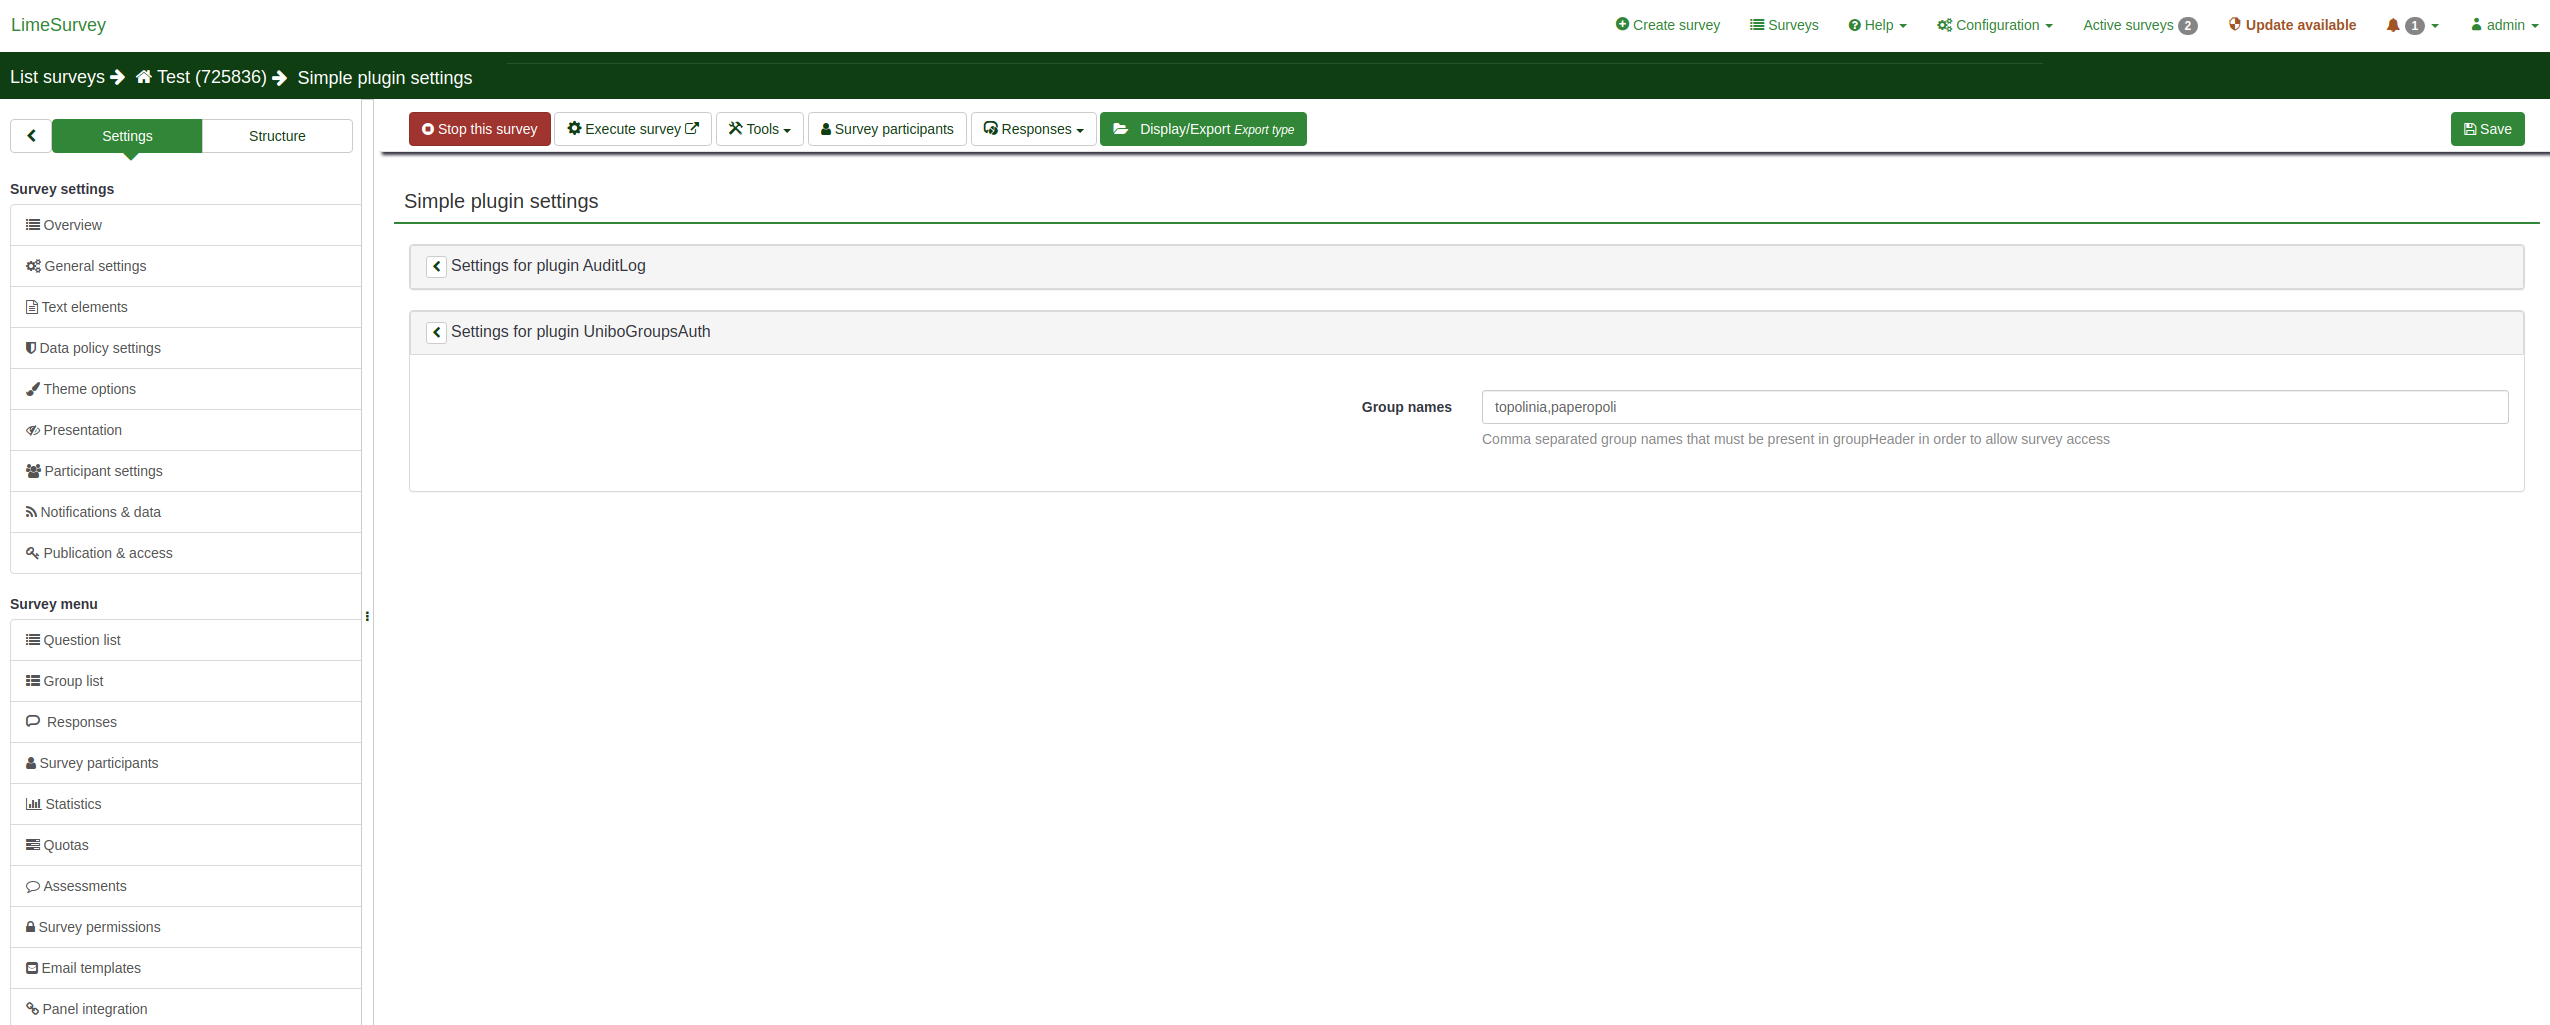 LimeSurvey
Create survey Surveys Help Configuration Active surveys 2 Update available 1 admin
List surveys Test (725836) Simple plugin settings
Settings Structure
Stop this survey Execute survey Tools Survey participants Responses Display/Export Export type Save
Survey settings
Overview
General settings
Text elements
Data policy settings
Theme options
Presentation
Participant settings
Notifications & data
Publication & access
Survey menu
Question list
Group list
Responses
Survey participants
Statistics
Quotas
Assessments
Survey permissions
Email templates
Panel integration
Simple plugin settings
Settings for plugin AuditLog
Settings for plugin UniboGroupsAuth
Group names topolinia,paperopoli
Comma separated group names that must be present in groupHeader in order to allow survey access